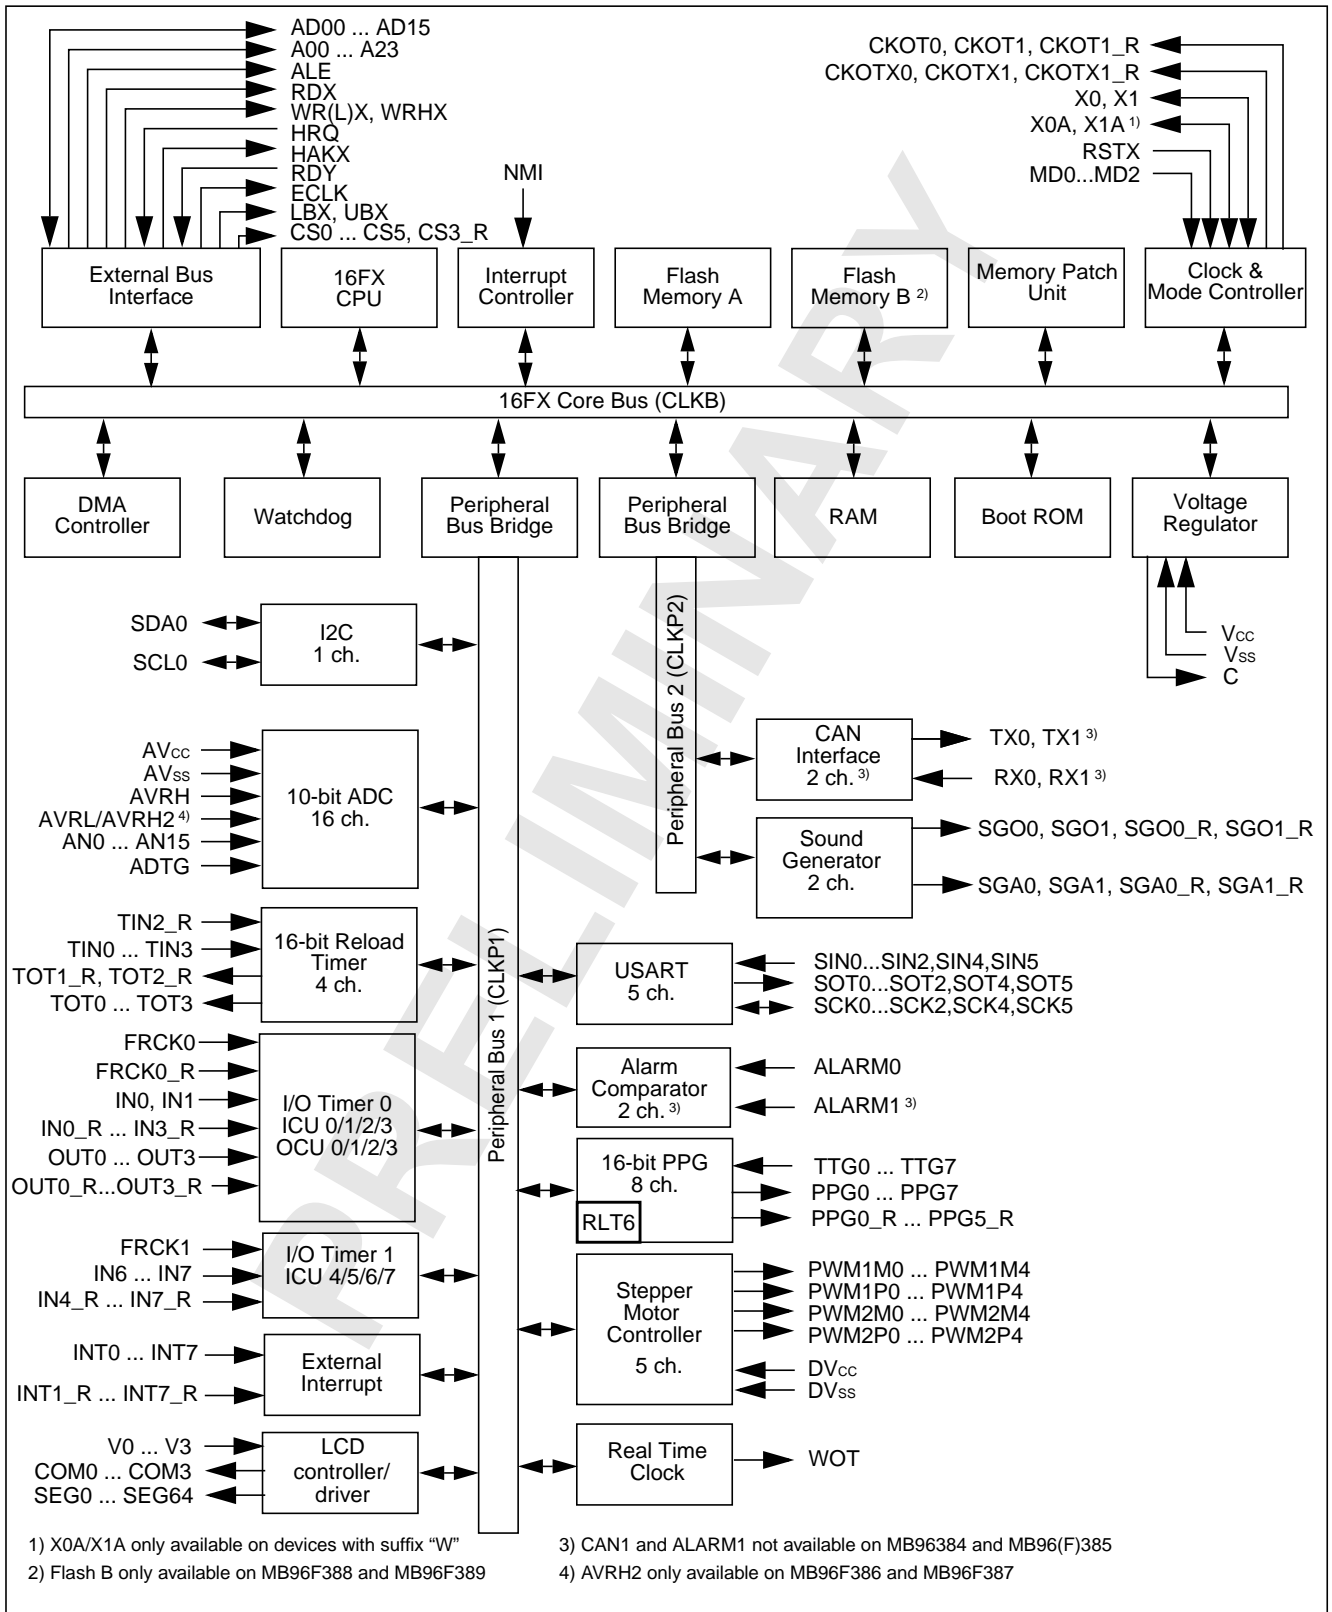 AD00 ... AD15
A00 ... A23
ALE
RDX
WR(L)X, WRHX
HRQ
HAKX
RDY
ECLK
LBX, UBX
CS0 ... CS5, CS3_R
NMI
CKOT0, CKOT1, CKOT1_R
CKOTX0, CKOTX1, CKOTX1_R
X0, X1
X0A, X1A 1)
RSTX
MD0...MD2
External Bus
Interface
16FX
CPU
Interrupt
Controller
Flash
Memory A
Flash
Memory B 2)
Memory Patch
Unit
Clock &
Mode Controller
16FX Core Bus (CLKB)
DMA
Controller
Watchdog
Peripheral
Bus Bridge
Peripheral
Bus Bridge
RAM
Boot ROM
Voltage
Regulator
VCC
VSS
C
Peripheral Bus 1 (CLKP1)
Peripheral Bus 2 (CLKP2)
SDA0
SCL0
I2C
1 ch.
AVCC
AVSS
AVRH
AVRL/AVRH2 4)
AN0 ... AN15
ADTG
10-bit ADC
16 ch.
TIN2_R
TIN0 ... TIN3
TOT1_R, TOT2_R
TOT0 ... TOT3
16-bit Reload
Timer
4 ch.
FRCK0
FRCK0_R
IN0, IN1
IN0_R ... IN3_R
OUT0 ... OUT3
OUT0_R...OUT3_R
I/O Timer 0
ICU 0/1/2/3
OCU 0/1/2/3
FRCK1
IN6 ... IN7
IN4_R ... IN7_R
I/O Timer 1
ICU 4/5/6/7
INT0 ... INT7
INT1_R ... INT7_R
External
Interrupt
V0 ... V3
COM0 ... COM3
SEG0 ... SEG64
LCD
controller/
driver
CAN
Interface
2 ch. 3)
TX0, TX1 3)
RX0, RX1 3)
Sound
Generator
2 ch.
SGO0, SGO1, SGO0_R, SGO1_R
SGA0, SGA1, SGA0_R, SGA1_R
USART
5 ch.
SIN0...SIN2,SIN4,SIN5
SOT0...SOT2,SOT4,SOT5
SCK0...SCK2,SCK4,SCK5
Alarm
Comparator
2 ch. 3)
ALARM0
ALARM1 3)
16-bit PPG
8 ch.
RLT6
TTG0 ... TTG7
PPG0 ... PPG7
PPG0_R ... PPG5_R
Stepper
Motor
Controller
5 ch.
PWM1M0 ... PWM1M4
PWM1P0 ... PWM1P4
PWM2M0 ... PWM2M4
PWM2P0 ... PWM2P4
DVCC
DVSS
Real Time
Clock
WOT
PRELIMINARY
1) X0A/X1A only available on devices with suffix “W”
2) Flash B only available on MB96F388 and MB96F389
3) CAN1 and ALARM1 not available on MB96384 and MB96(F)385
4) AVRH2 only available on MB96F386 and MB96F387